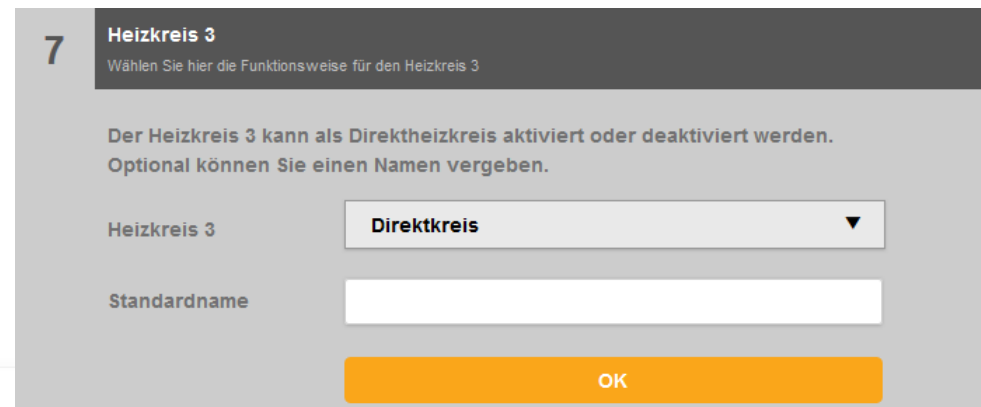 7
Heizkreis 3
Wählen Sie hier die Funktionsweise für den Heizkreis 3
Der Heizkreis 3 kann als Direktheizkreis aktiviert oder deaktiviert werden.
Optional können Sie einen Namen vergeben.
Heizkreis 3
Direktkreis ▼
Standardname
OK